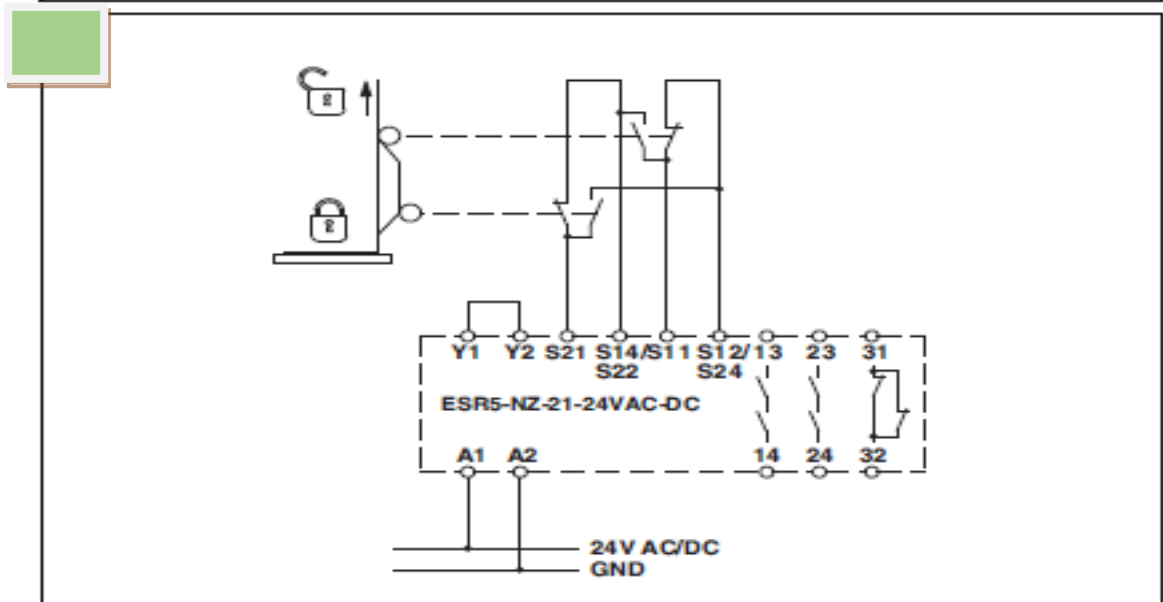 Y1 Y2 S21 S14/S11 S12/13 23 31
S22 S24
ESR5-NZ-21-24VAC-DC
A1 A2 14 24 32
24V AC/DC
GND